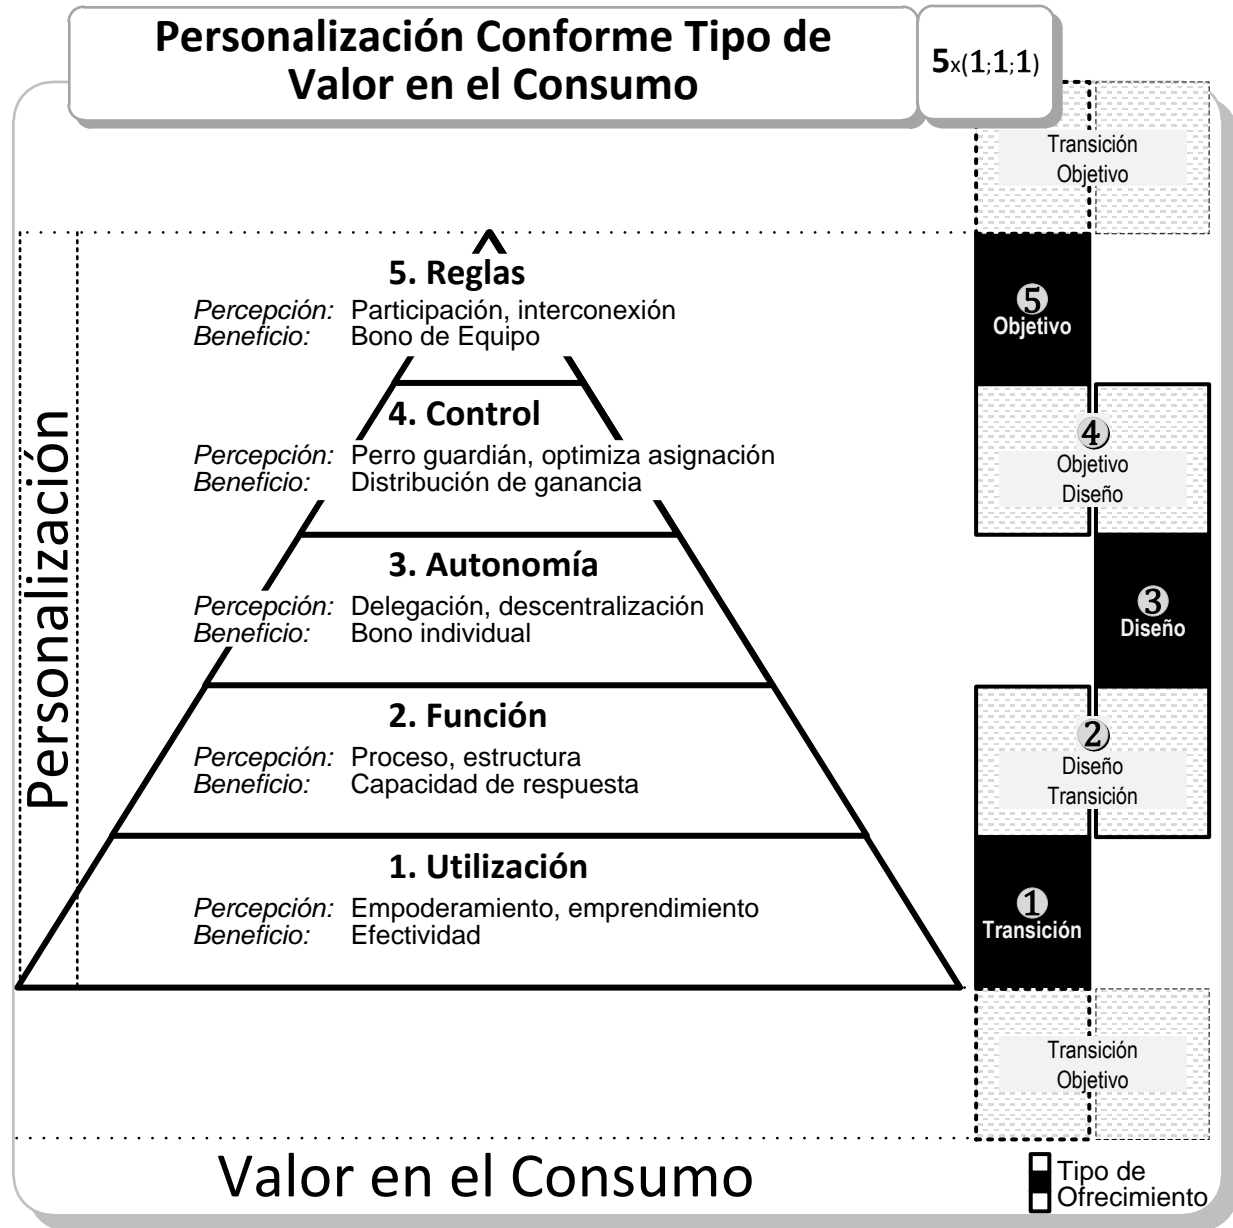 Personalización Conforme Tipo de
Valor en el Consumo
5x(1;1;1)
Transición
Objetivo
Personalización
5. Reglas
Percepción: Participación, interconexión
Beneficio: Bono de Equipo
5
Objetivo
4. Control
Percepción: Perro guardián, optimiza asignación
Beneficio: Distribución de ganancia
4
Objetivo
Diseño
3. Autonomía
Percepción: Delegación, descentralización
Beneficio: Bono individual
3
Diseño
2. Función
Percepción: Proceso, estructura
Beneficio: Capacidad de respuesta
2
Diseño
Transición
1. Utilización
Percepción: Empoderamiento, emprendimiento
Beneficio: Efectividad
1
Transición
Transición
Objetivo
Valor en el Consumo
Tipo de
Ofrecimiento